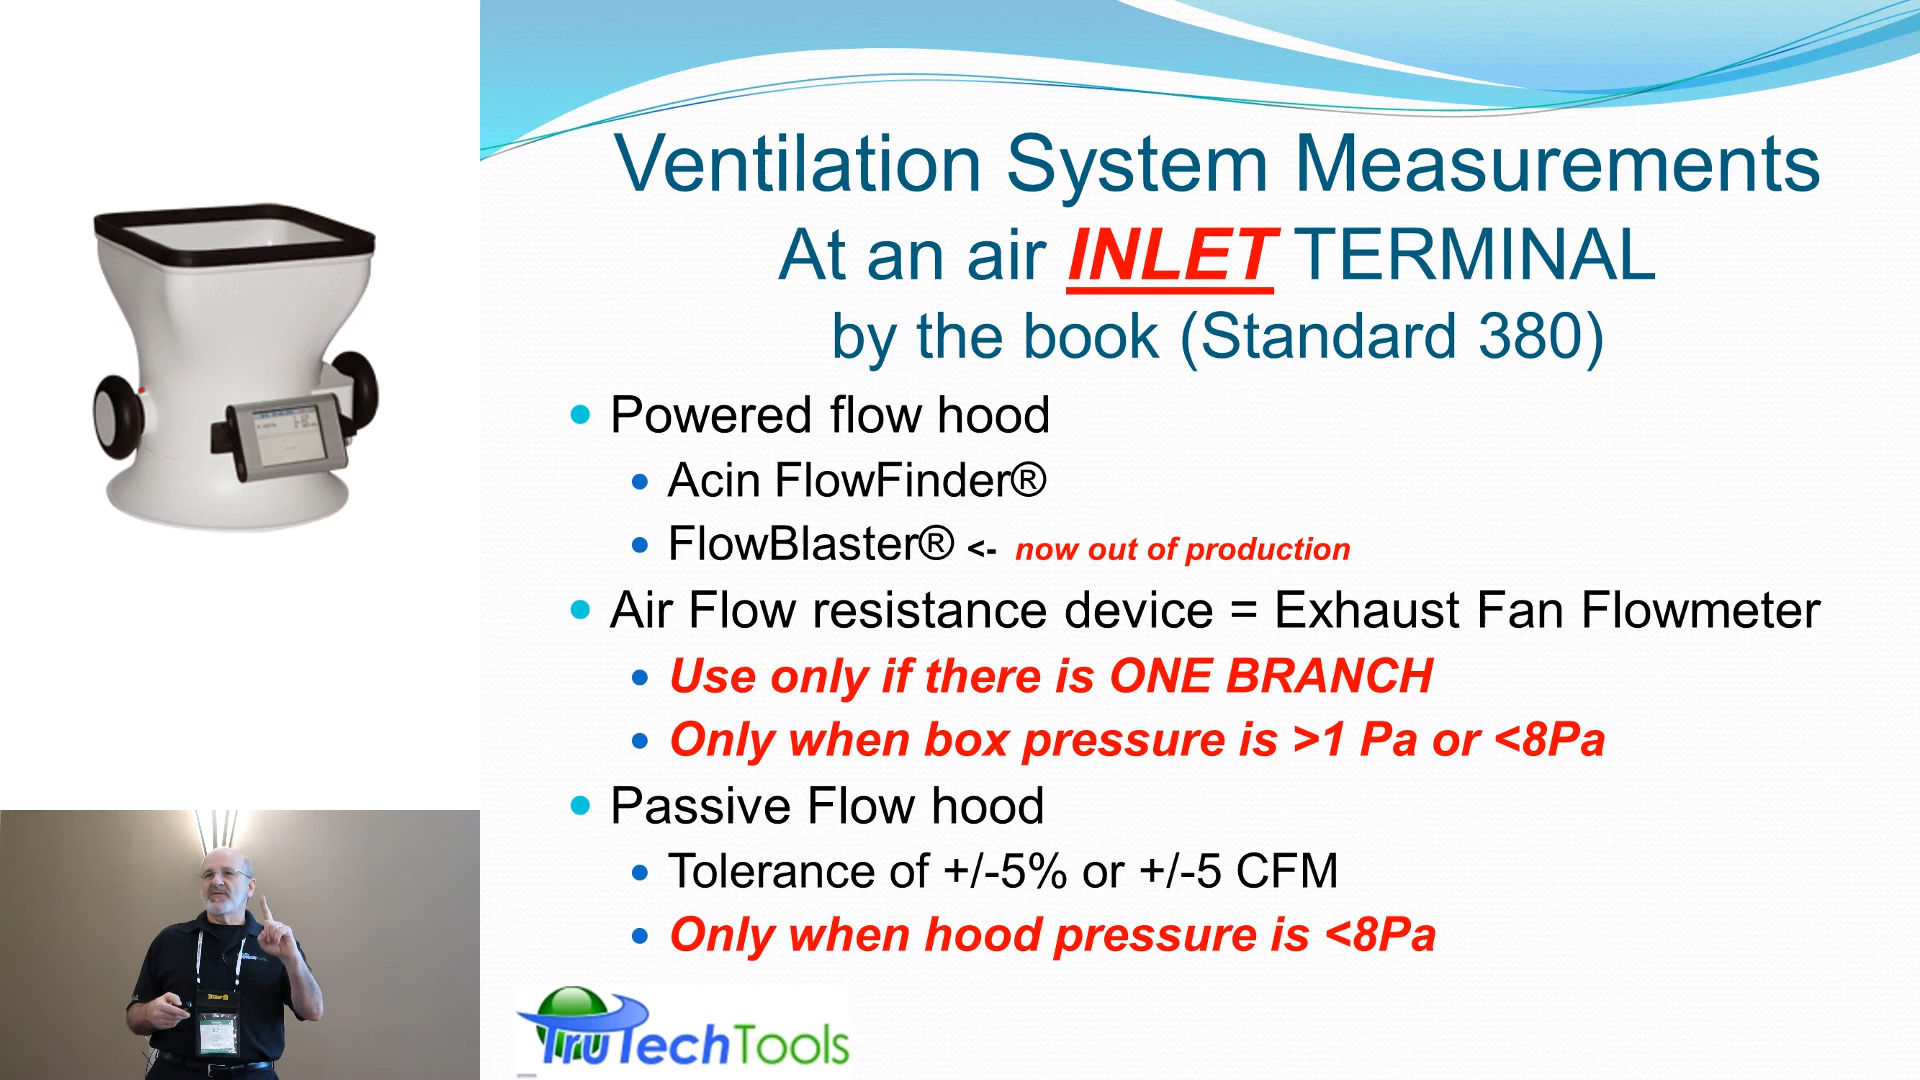 Ventilation System Measurements
At an air INLET TERMINAL
by the book (Standard 380)
Powered flow hood
Acin FlowFinder®
FlowBlaster® <- now out of production
Air Flow resistance device = Exhaust Fan Flowmeter
Use only if there is ONE BRANCH
Only when box pressure is >1 Pa or <8Pa
Passive Flow hood
Tolerance of +/-5% or +/-5 CFM
Only when hood pressure is <8Pa
TruTechTools